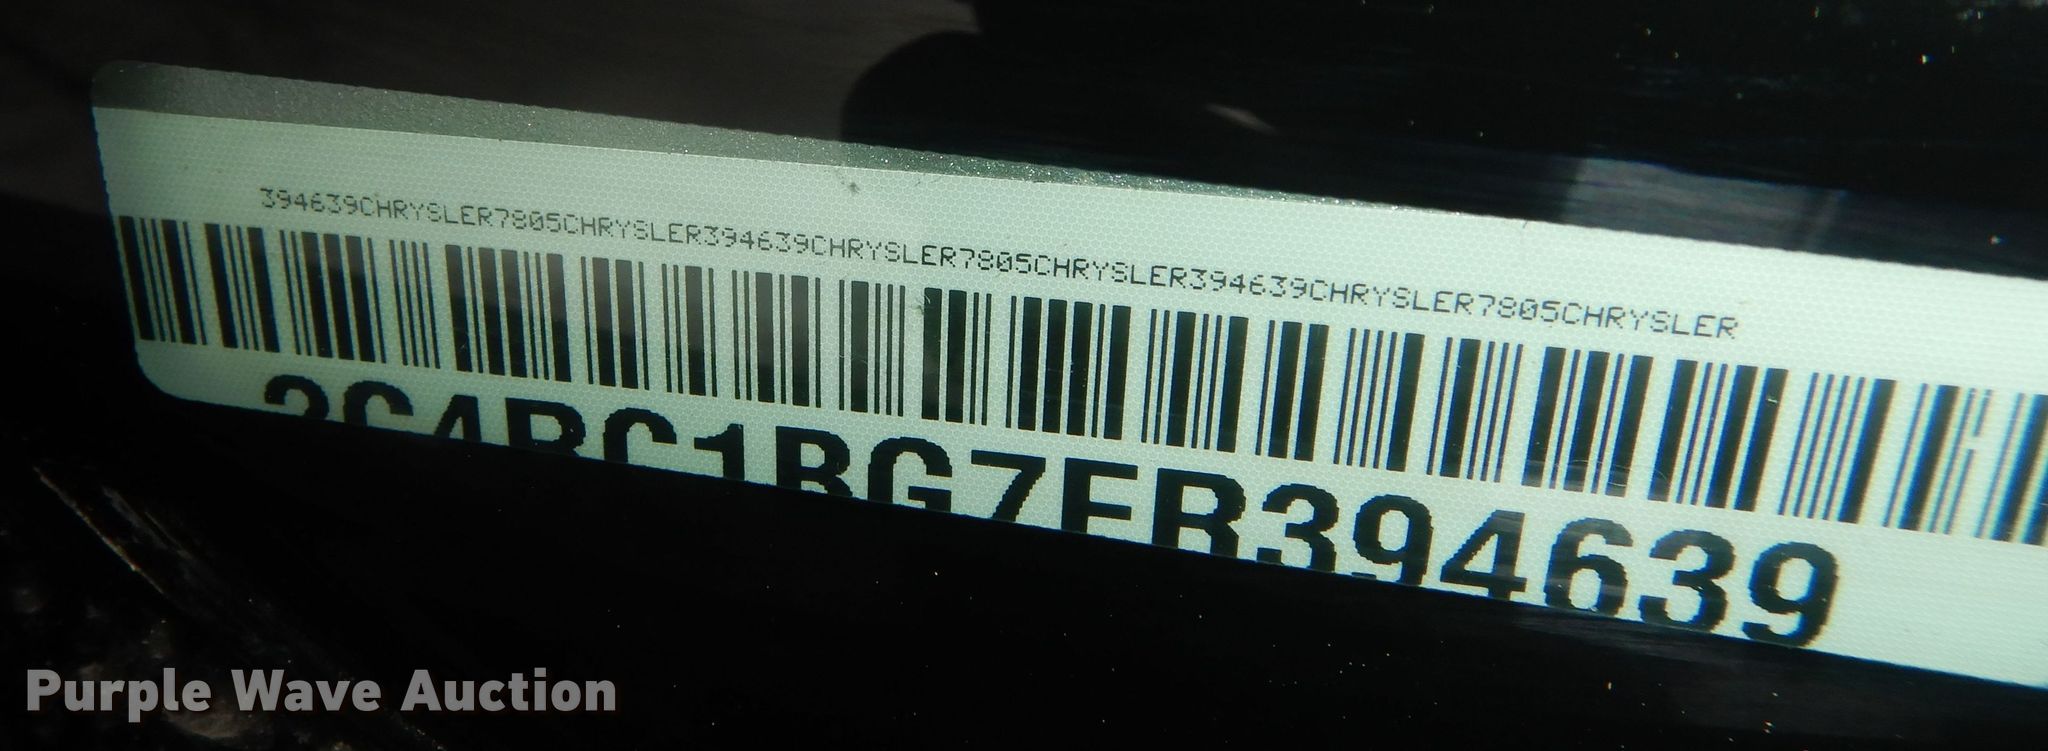 394639CHRYSLER7805CHRYSLER394639CHRYSLER7805CHRYSLER394639CHRYSLER7805CHRYSLER
2C4RC1BG7ER394639
Purple Wave Auction